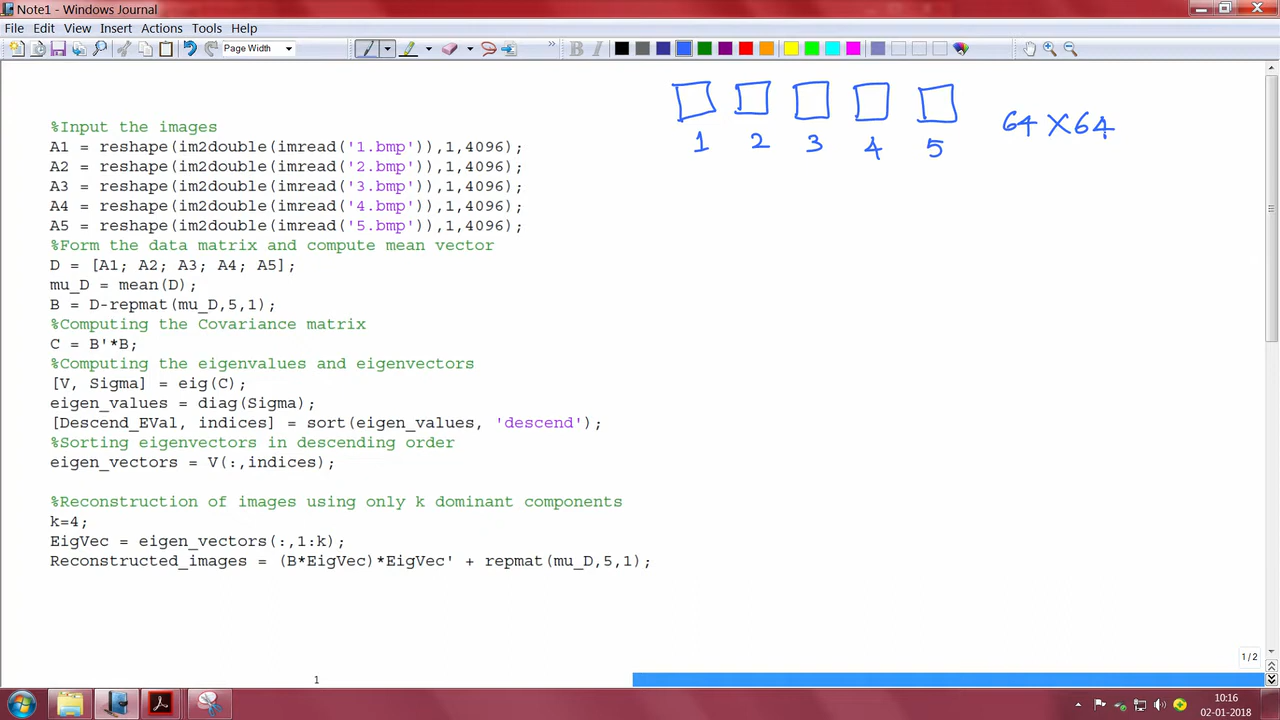 Note1 - Windows Journal
File Edit View Insert Actions Tools Help
Page Width
%Input the images
A1 = reshape(im2double(imread('1.bmp')),1,4096);
A2 = reshape(im2double(imread('2.bmp')),1,4096);
A3 = reshape(im2double(imread('3.bmp')),1,4096);
A4 = reshape(im2double(imread('4.bmp')),1,4096);
A5 = reshape(im2double(imread('5.bmp')),1,4096);
%Form the data matrix and compute mean vector
D = [A1; A2; A3; A4; A5];
mu_D = mean(D);
B = D-repmat(mu_D,5,1);
%Computing the Covariance matrix
C = B'*B;
%Computing the eigenvalues and eigenvectors
[V, Sigma] = eig(C);
eigen_values = diag(Sigma);
[Descend_EVal, indices] = sort(eigen_values, 'descend');
%Sorting eigenvectors in descending order
eigen_vectors = V(:,indices);
%Reconstruction of images using only k dominant components
k=4;
EigVec = eigen_vectors(:,1:k);
Reconstructed_images = (B*EigVec)*EigVec' + repmat(mu_D,5,1);
1 2 3 4 5
64 X 64
1/2
1
10:16
02-01-2018